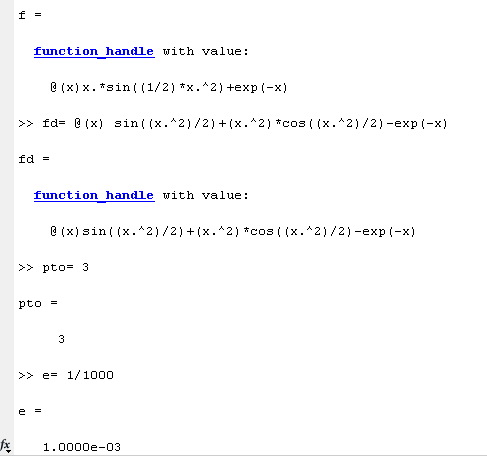 f =
function_handle with value:
@(x)x.*sin((1/2)*x.^2)+exp(-x)
>> fd= @(x) sin((x.^2)/2)+(x.^2)*cos((x.^2)/2)-exp(-x)
fd =
function_handle with value:
@(x)sin((x.^2)/2)+(x.^2)*cos((x.^2)/2)-exp(-x)
>> pto= 3
pto =
3
>> e= 1/1000
e =
fx 1.0000e-03